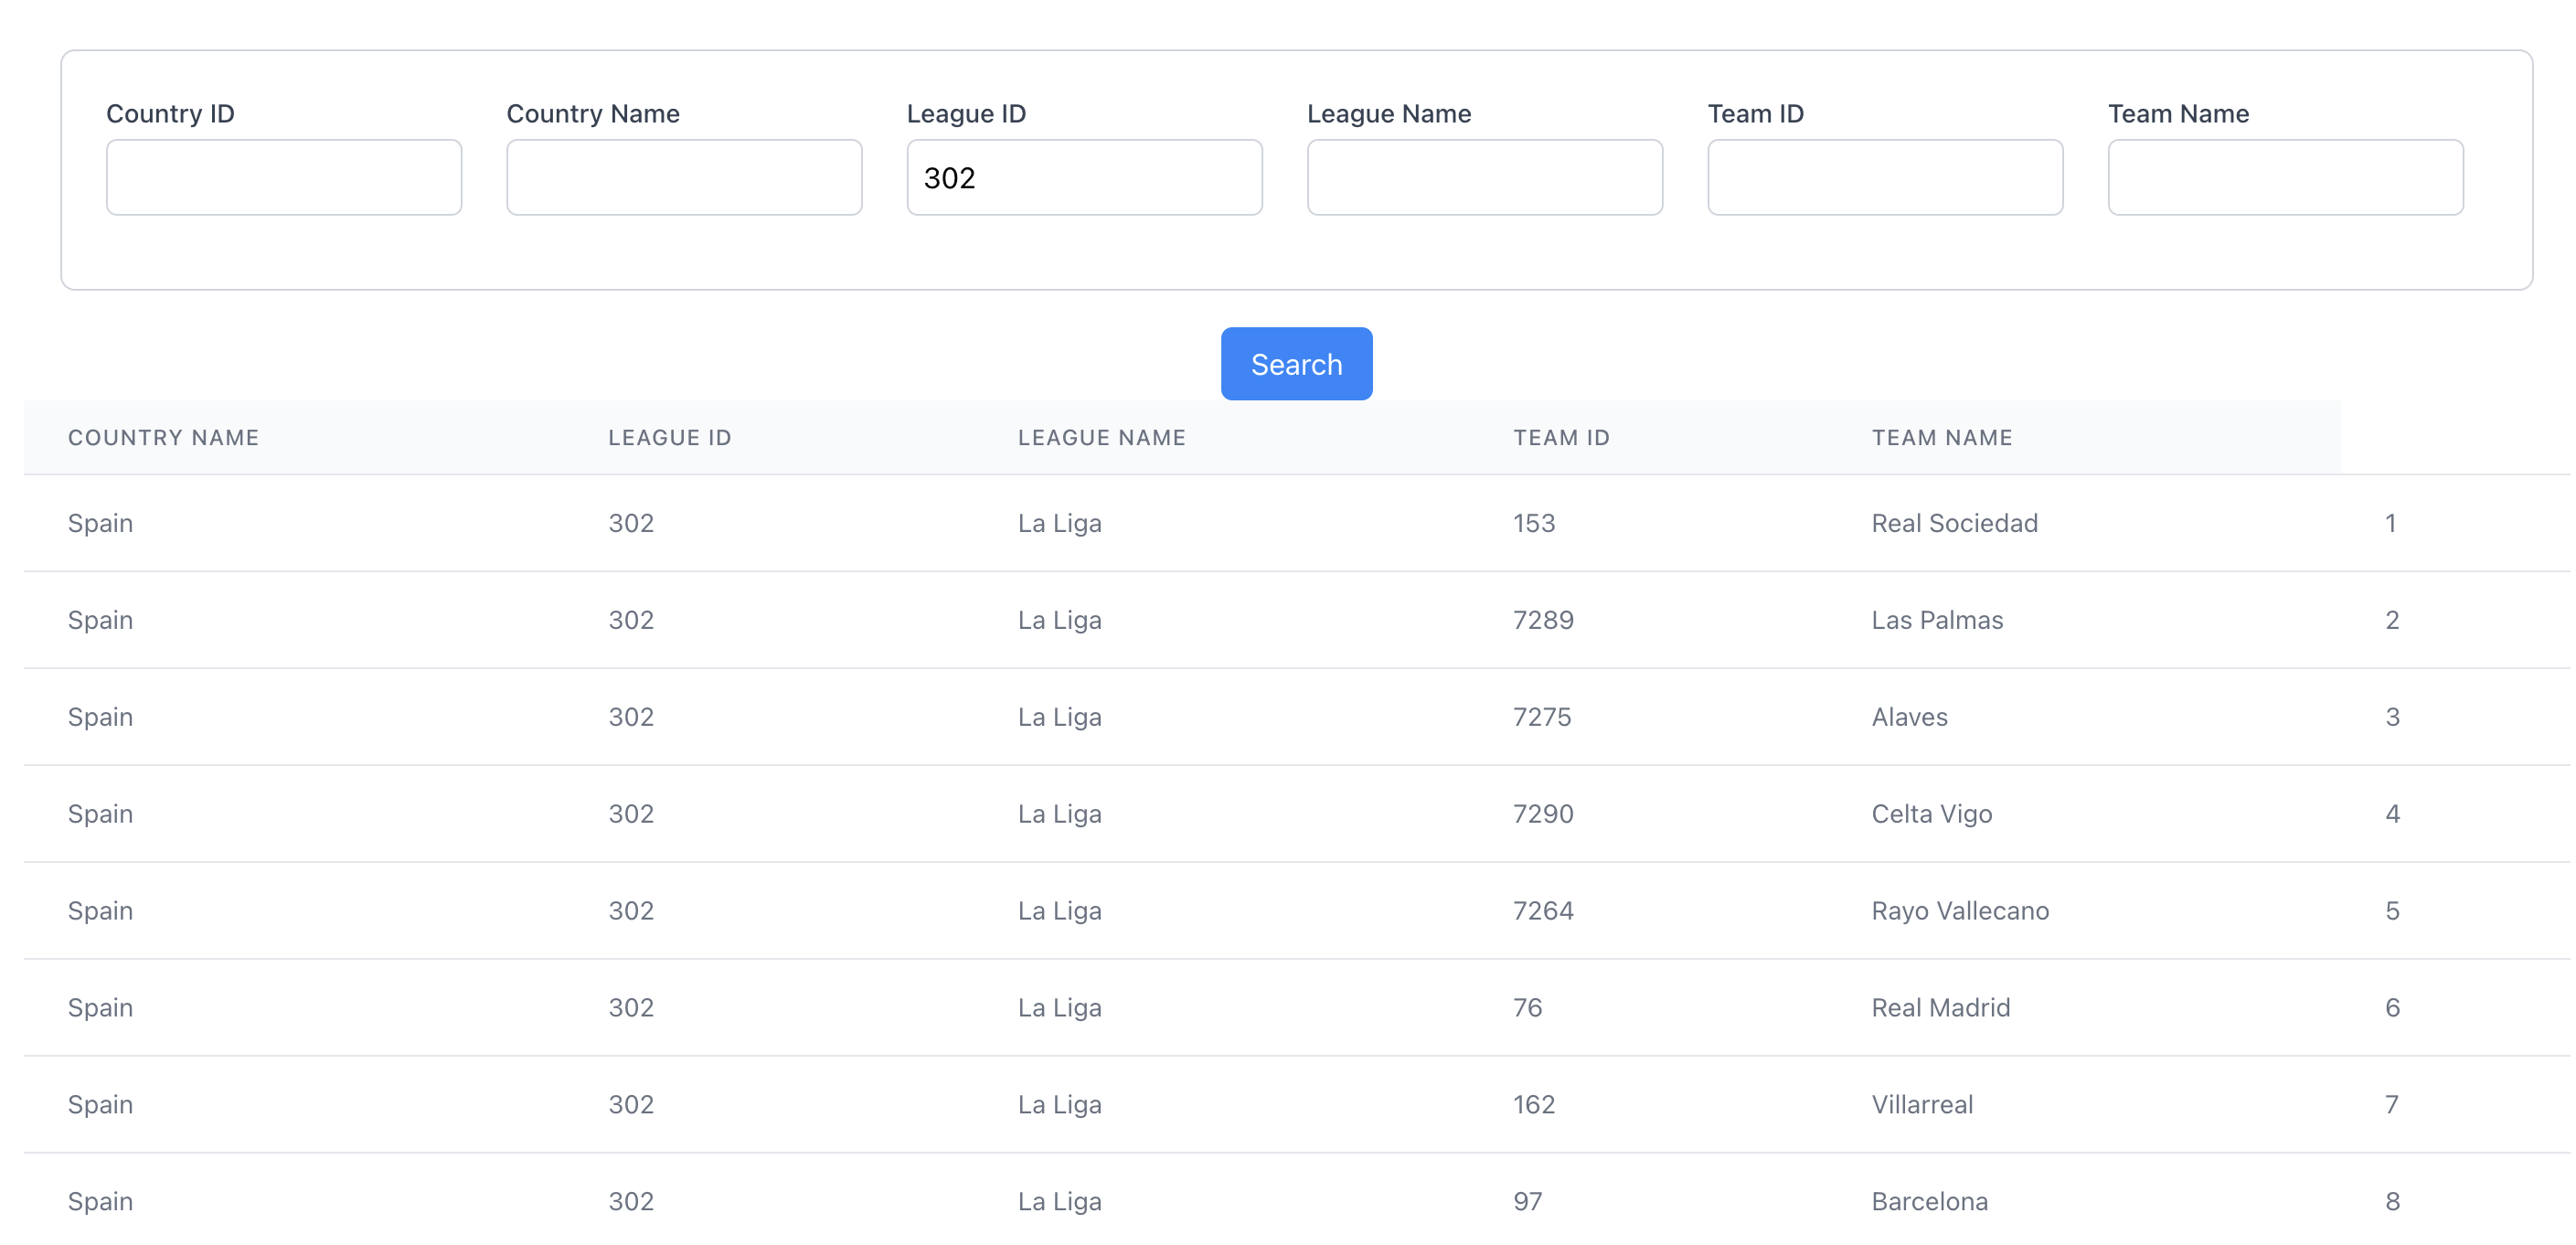 Country ID Country Name League ID League Name Team ID Team Name
302
Search
COUNTRY NAME LEAGUE ID LEAGUE NAME TEAM ID TEAM NAME
Spain 302 La Liga 153 Real Sociedad 1
Spain 302 La Liga 7289 Las Palmas 2
Spain 302 La Liga 7275 Alaves 3
Spain 302 La Liga 7290 Celta Vigo 4
Spain 302 La Liga 7264 Rayo Vallecano 5
Spain 302 La Liga 76 Real Madrid 6
Spain 302 La Liga 162 Villarreal 7
Spain 302 La Liga 97 Barcelona 8